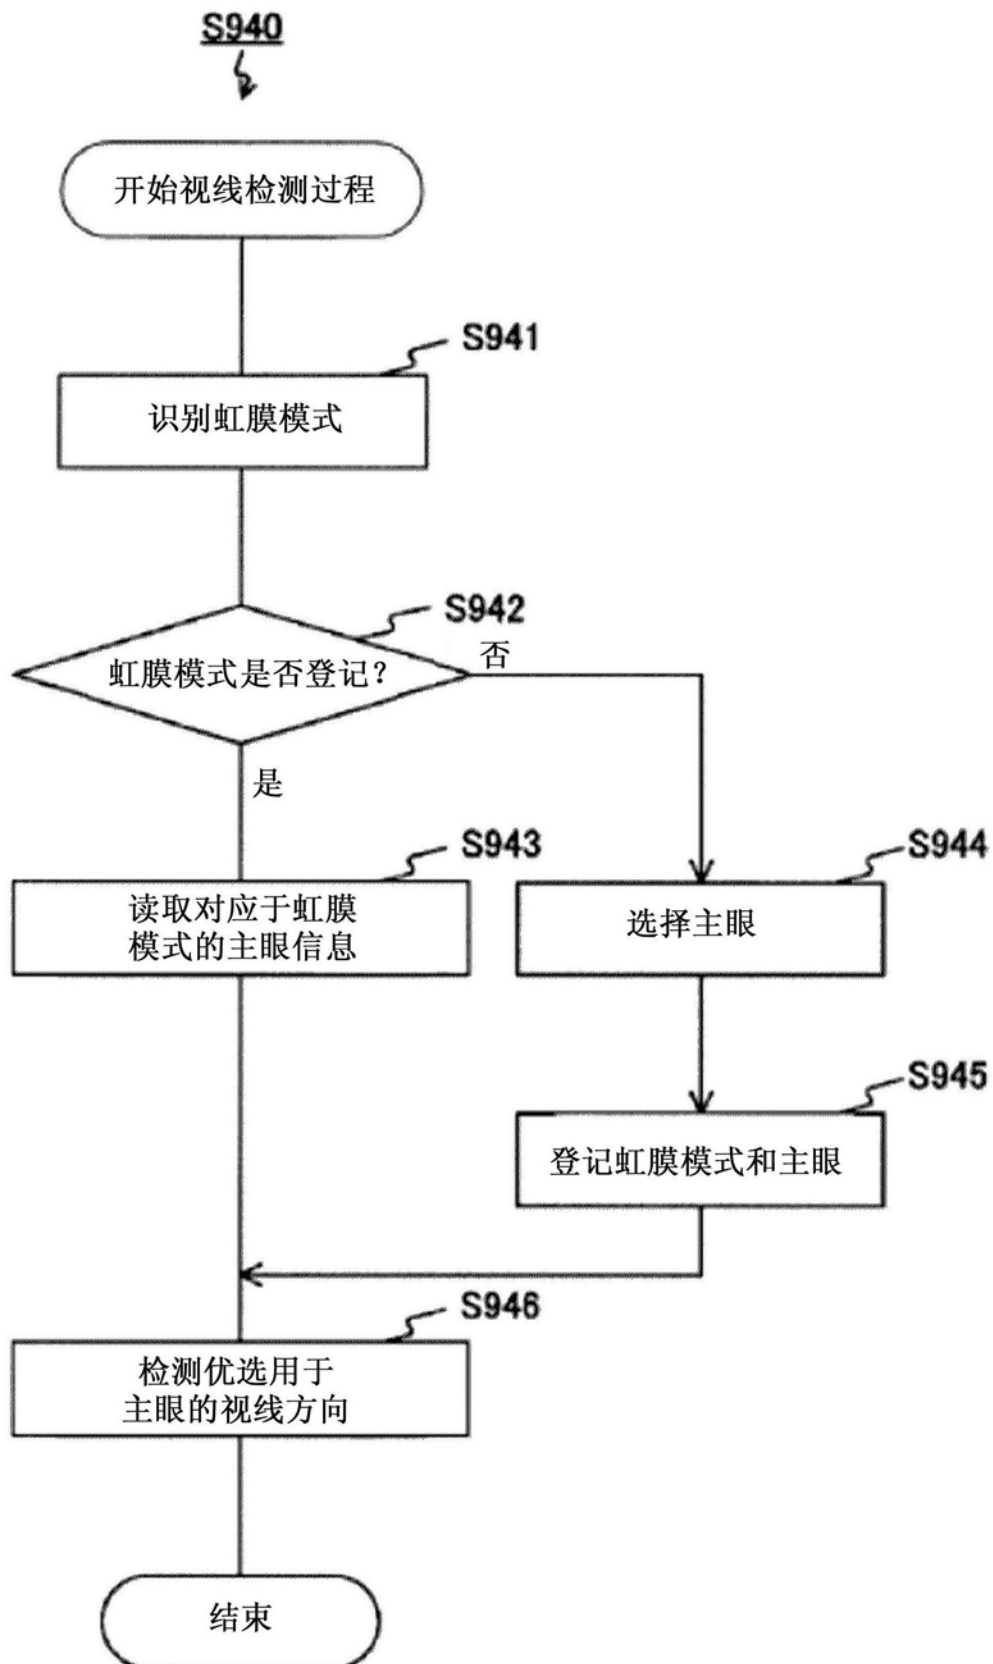 S940
开始视线检测过程
S941
识别虹膜模式
S942
虹膜模式是否登记?
否
是
S943
读取对应于虹膜
模式的主眼信息
S944
选择主眼
S945
登记虹膜模式和主眼
S946
检测优选用于
主眼的视线方向
结束